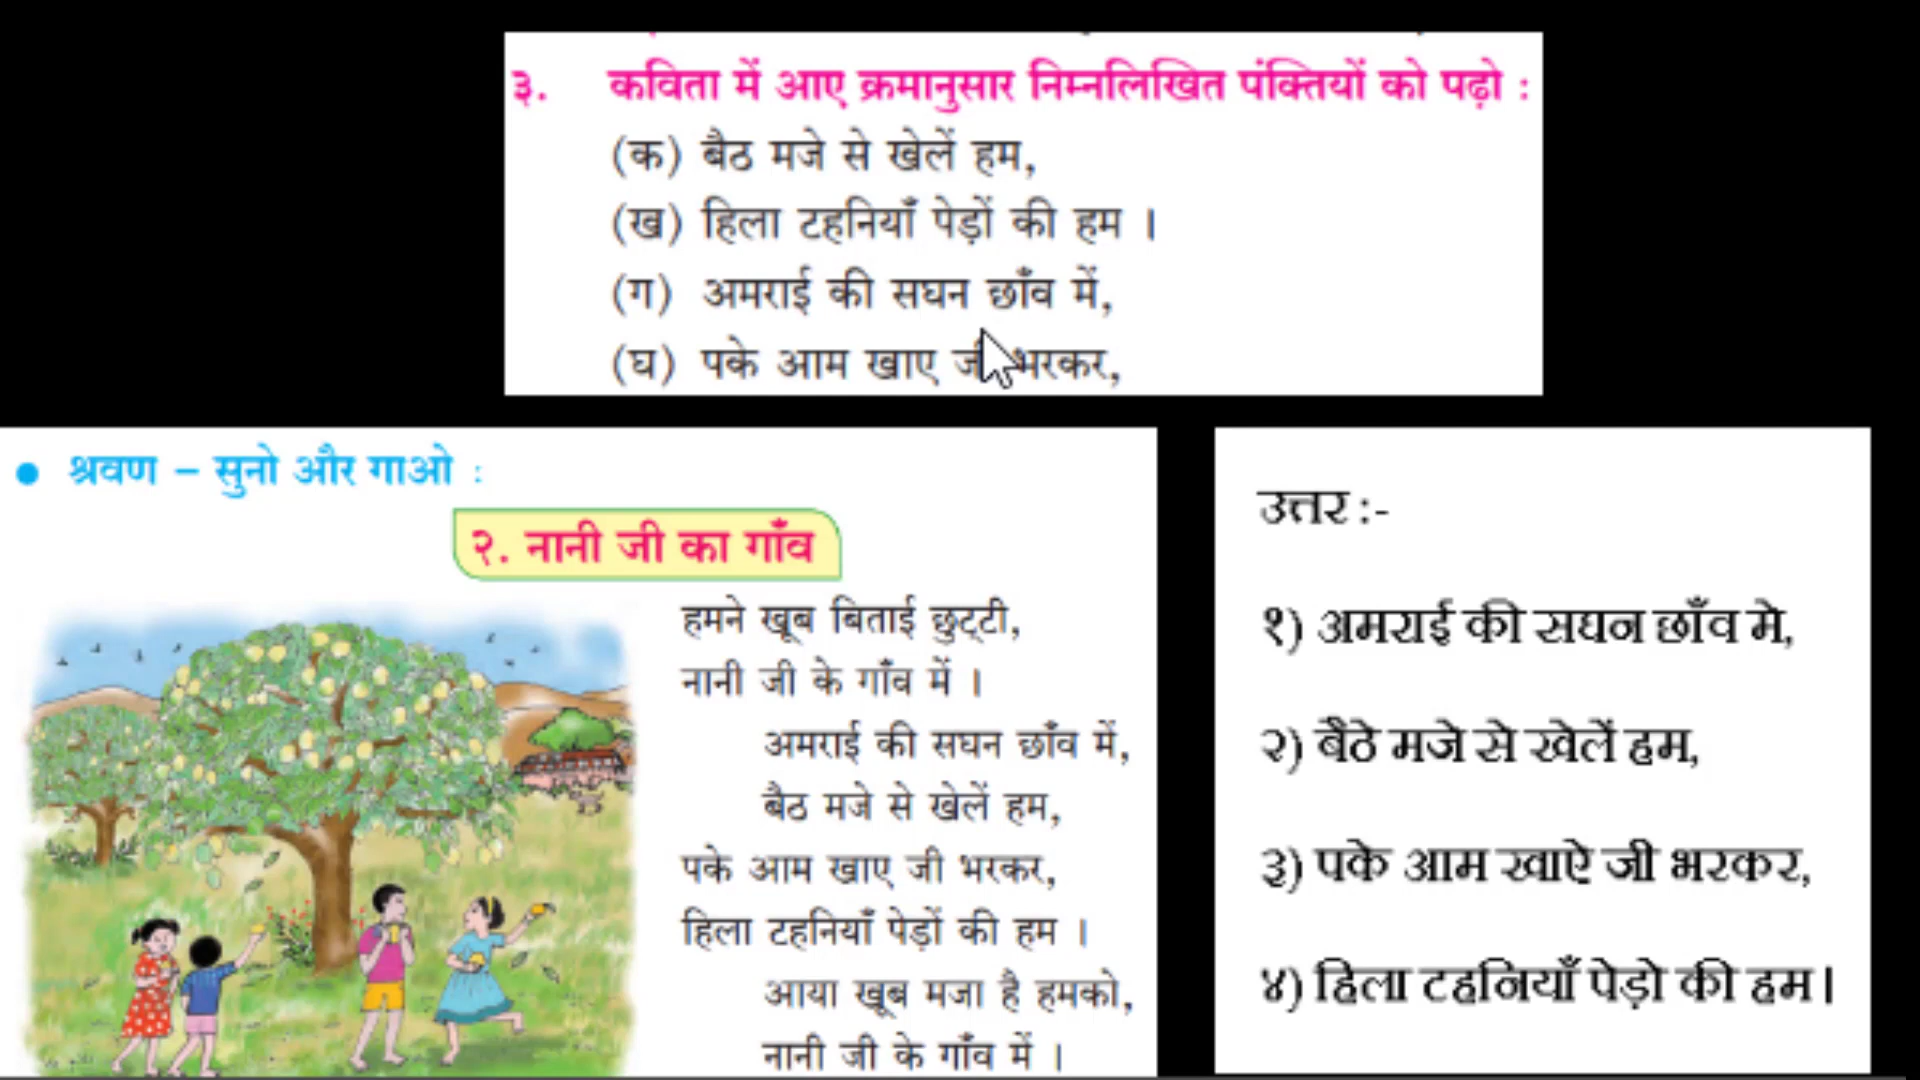 ३. कविता में आए क्रमानुसार निम्नलिखित पंक्तियों को पढ़ो :
(क) बैठ मजे से खेलें हम,
(ख) हिला टहनियाँ पेड़ों की हम ।
(ग) अमराई की सघन छाँव में,
(घ) पके आम खाए जी भरकर,
● श्रवण – सुनो और गाओ :
२. नानी जी का गाँव
हमने खूब बिताई छुट्‌टी,
नानी जी के गाँव में ।
अमराई की सघन छाँव में,
बैठ मजे से खेलें हम,
पके आम खाए जी भरकर,
हिला टहनियाँ पेड़ों की हम ।
आया खूब मजा है हमको,
नानी जी के गाँव में ।
उत्तर :-
१) अमराई की सघन छाँव मे,
२) बैठे मजे से खेलें हम,
३) पके आम खाऐ जी भरकर,
४) हिला टहनियाँ पेड़ो की हम।